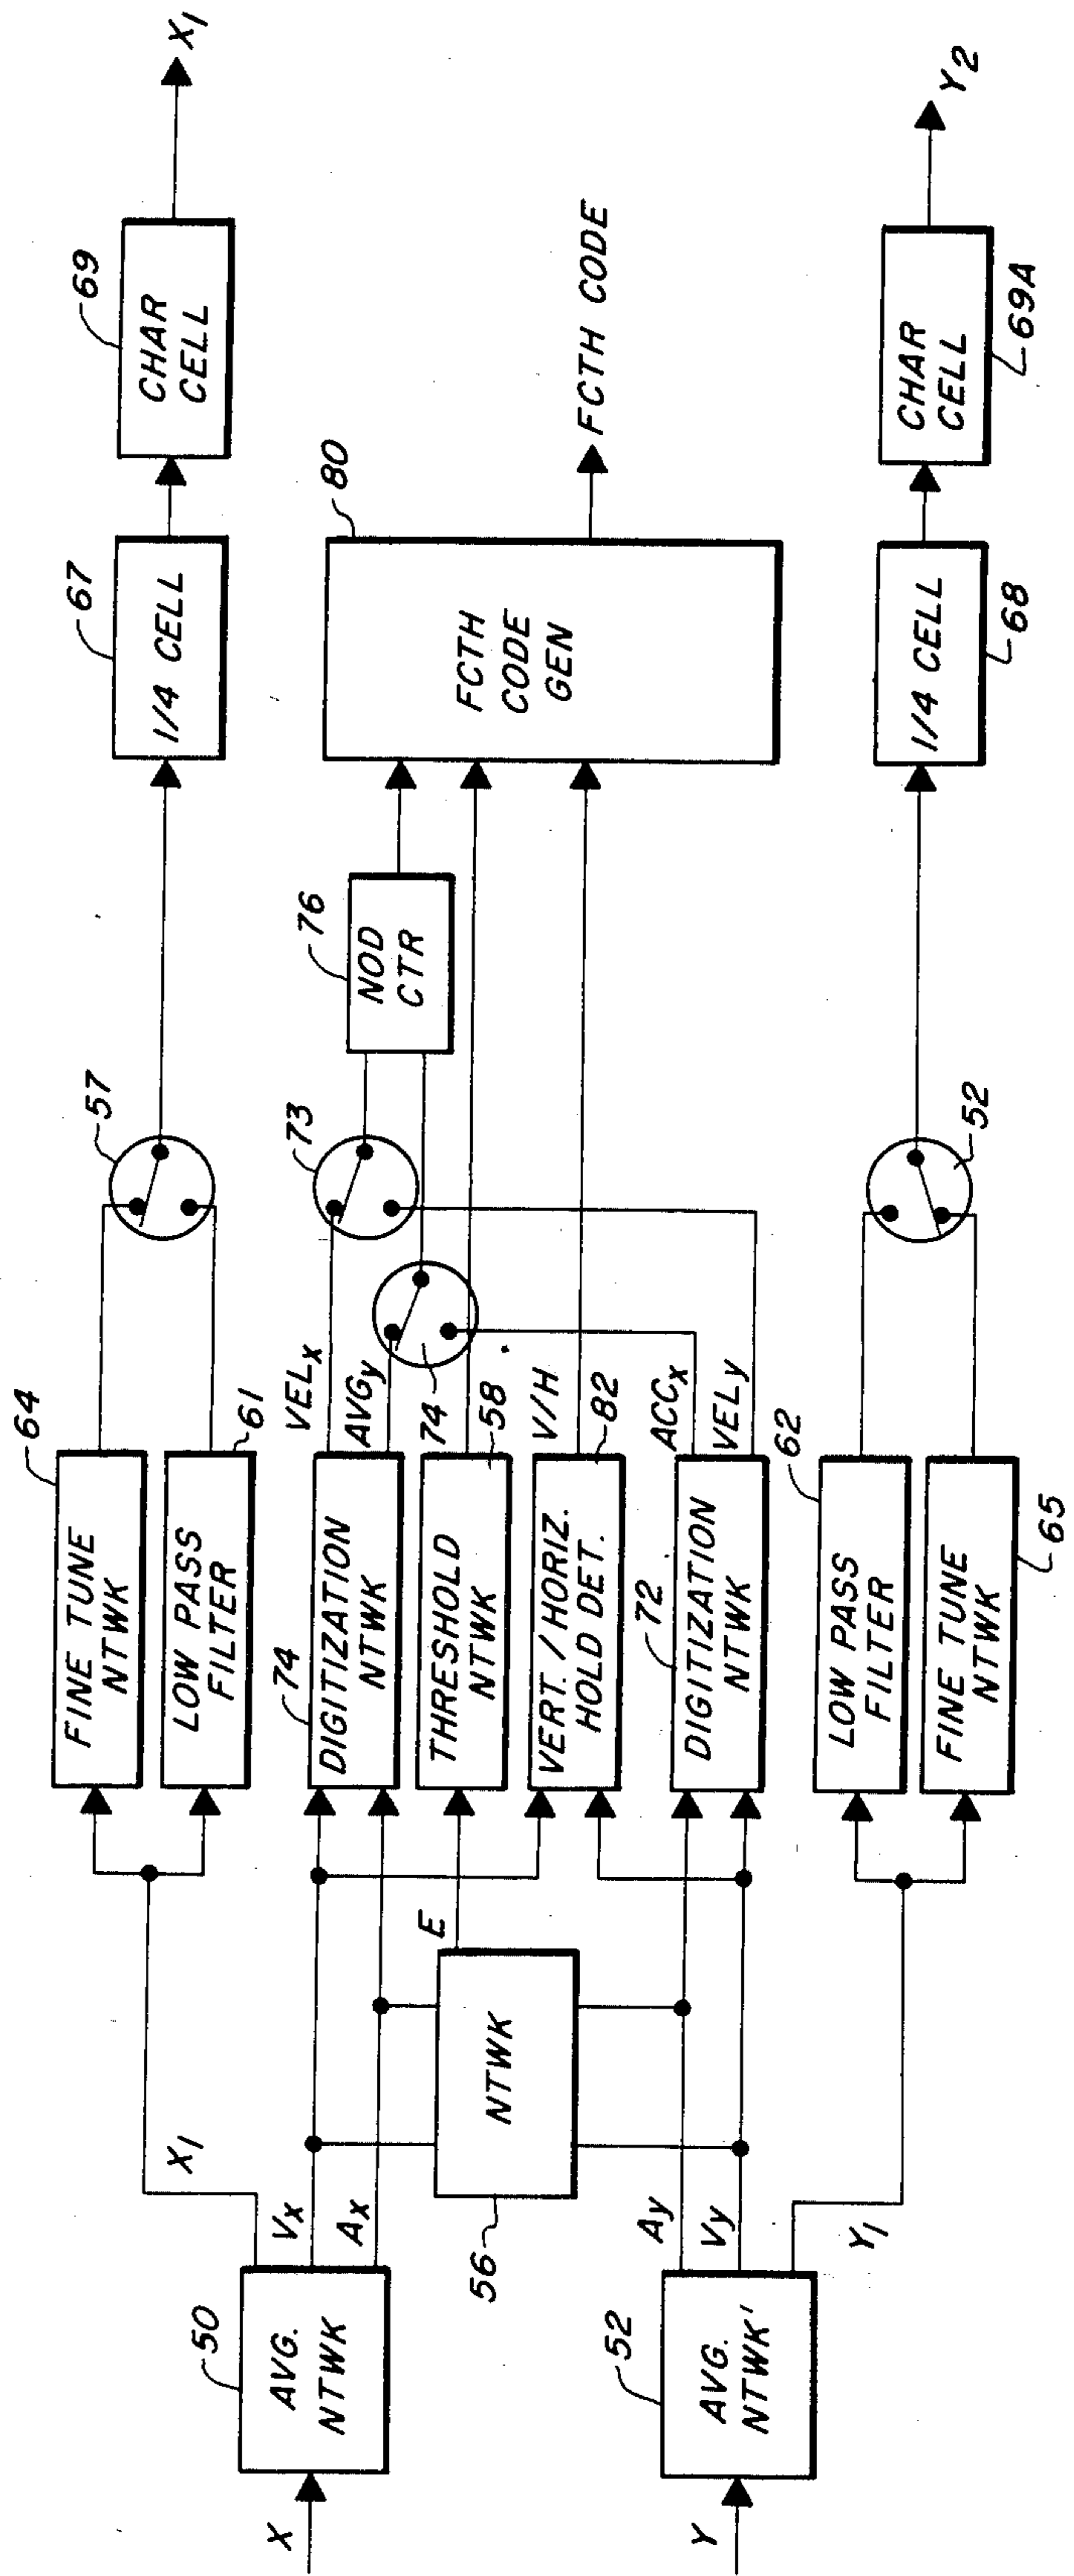 X
50
AVG.
NTWK
X1
Vx
Ax
64
FINE TUNE
NTWK
LOW PASS
FILTER
61
57
67
1/4 CELL
69
CHAR
CELL
X1
74
DIGITIZATION
NTWK
VELx
AVGy
73
74
THRESHOLD
NTWK
58
E
NTWK
56
VERT./HORIZ.
HOLD DET.
V/H
82
76
NOD
CTR
80
FCTH
CODE
GEN
FCTH CODE
72
DIGITIZATION
NTWK
ACCx
VELy
Y
52
AVG.
NTWK'
Ay
Vy
Y1
62
LOW PASS
FILTER
FINE TUNE
NTWK
65
52
1/4 CELL
68
CHAR
CELL
69A
Y2